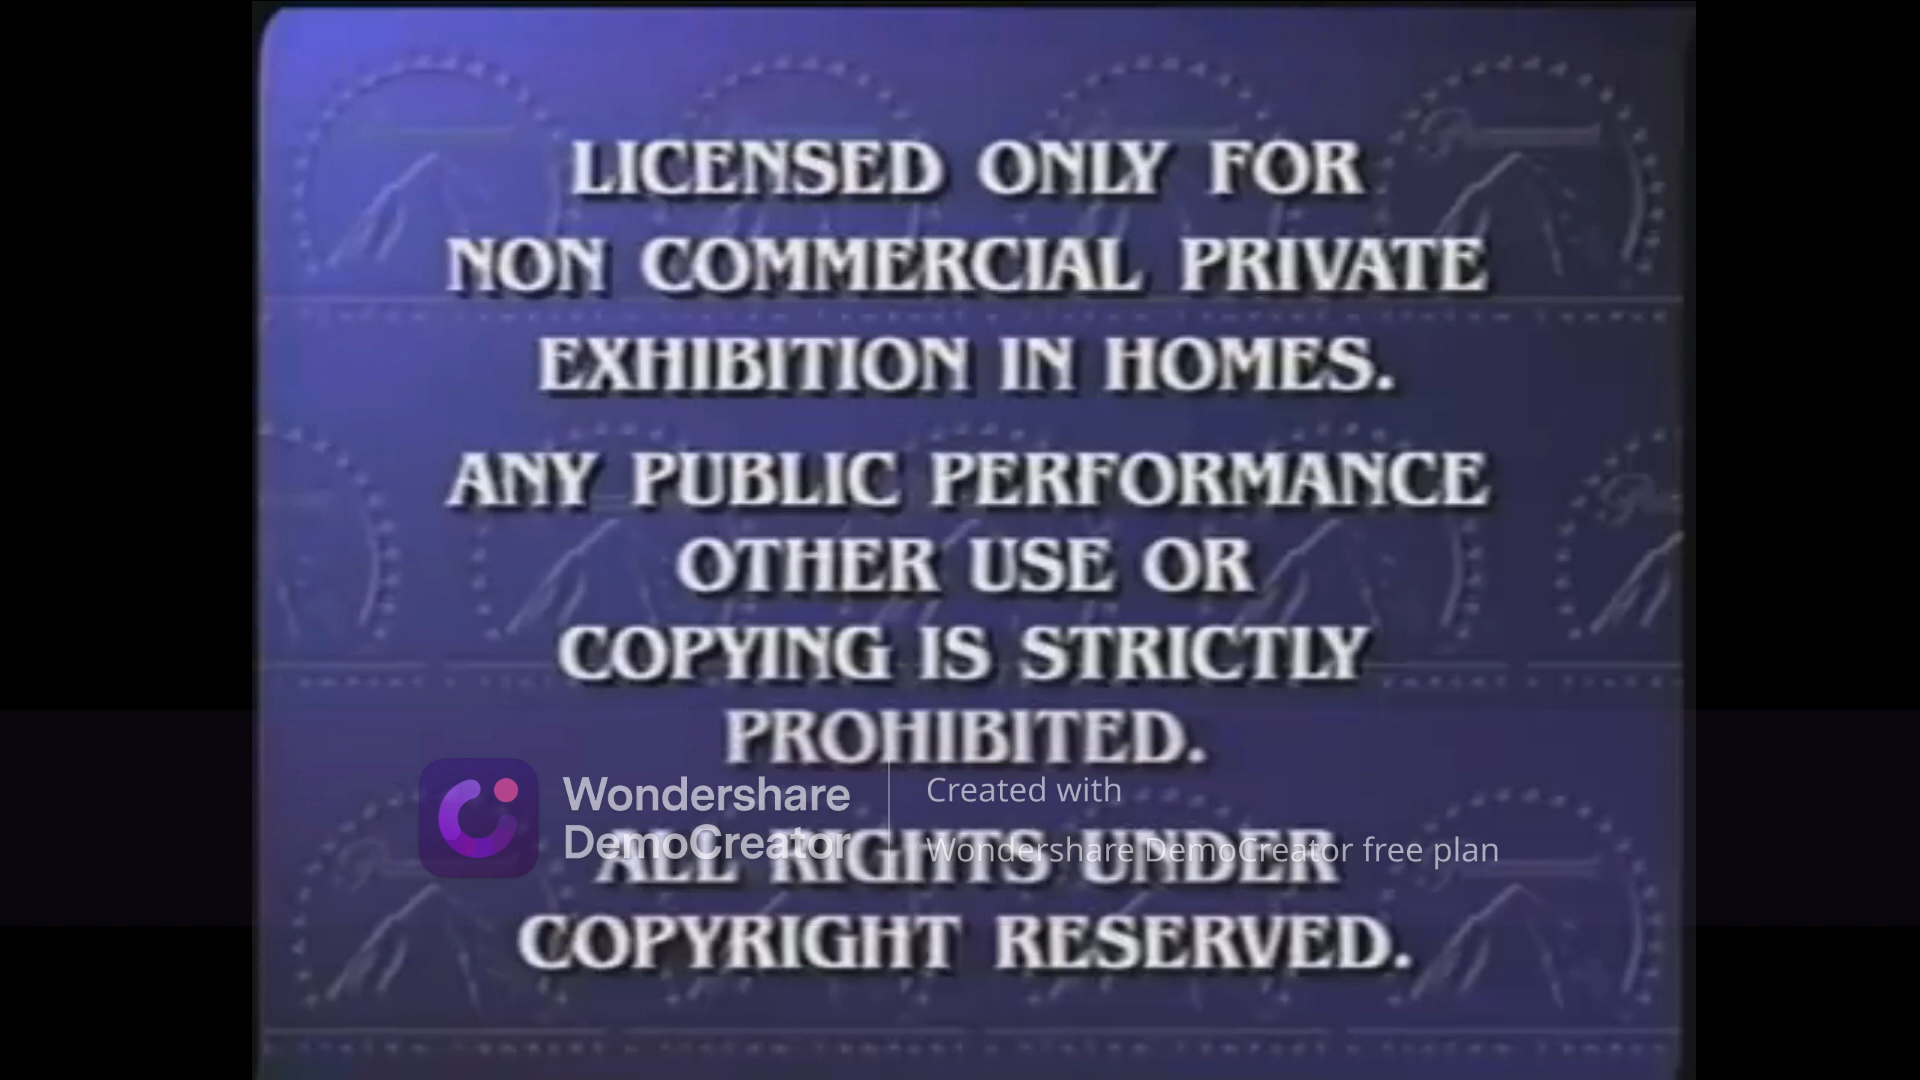 LICENSED ONLY FOR
NON COMMERCIAL PRIVATE
EXHIBITION IN HOMES.
ANY PUBLIC PERFORMANCE
OTHER USE OR
COPYING IS STRICTLY
PROHIBITED.
Wondershare
DemoCreator
Created with
Wondershare DemoCreator free plan
ALL RIGHTS UNDER
COPYRIGHT RESERVED.